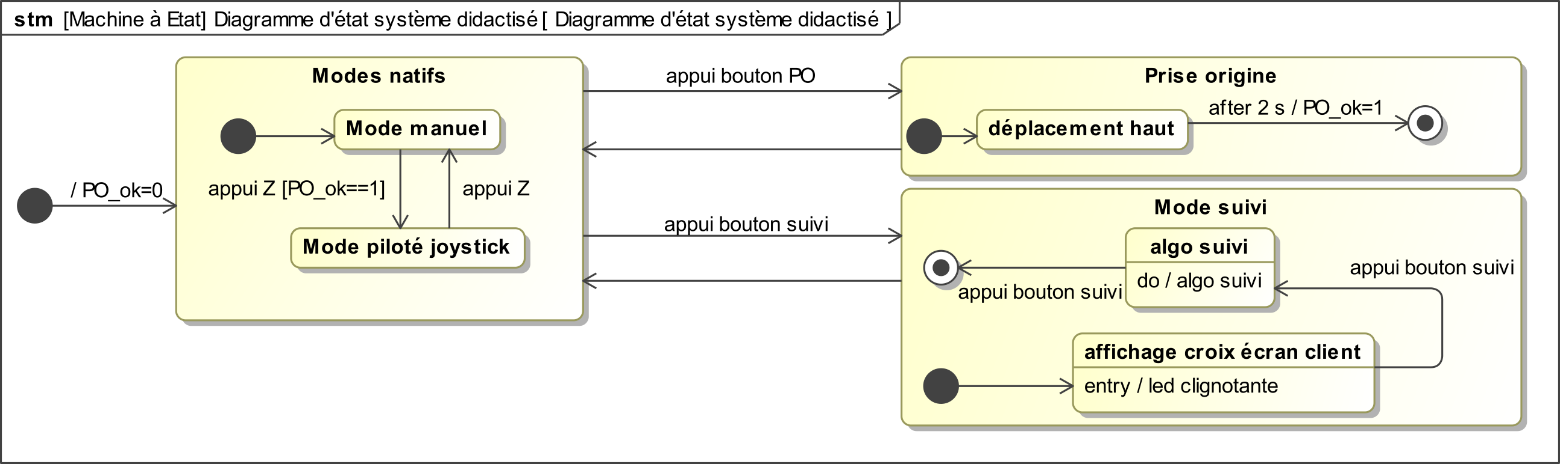 stm [Machine à Etat] Diagramme d'état système didactisé [ Diagramme d'état système didactisé ]
Modes natifs
Mode manuel
appui Z [PO_ok==1]
appui Z
Mode piloté joystick
/ PO_ok=0
appui bouton PO
appui bouton suivi
Prise origine
déplacement haut
after 2 s / PO_ok=1
Mode suivi
algo suivi
do / algo suivi
appui bouton suivi
appui bouton suivi
affichage croix écran client
entry / led clignotante